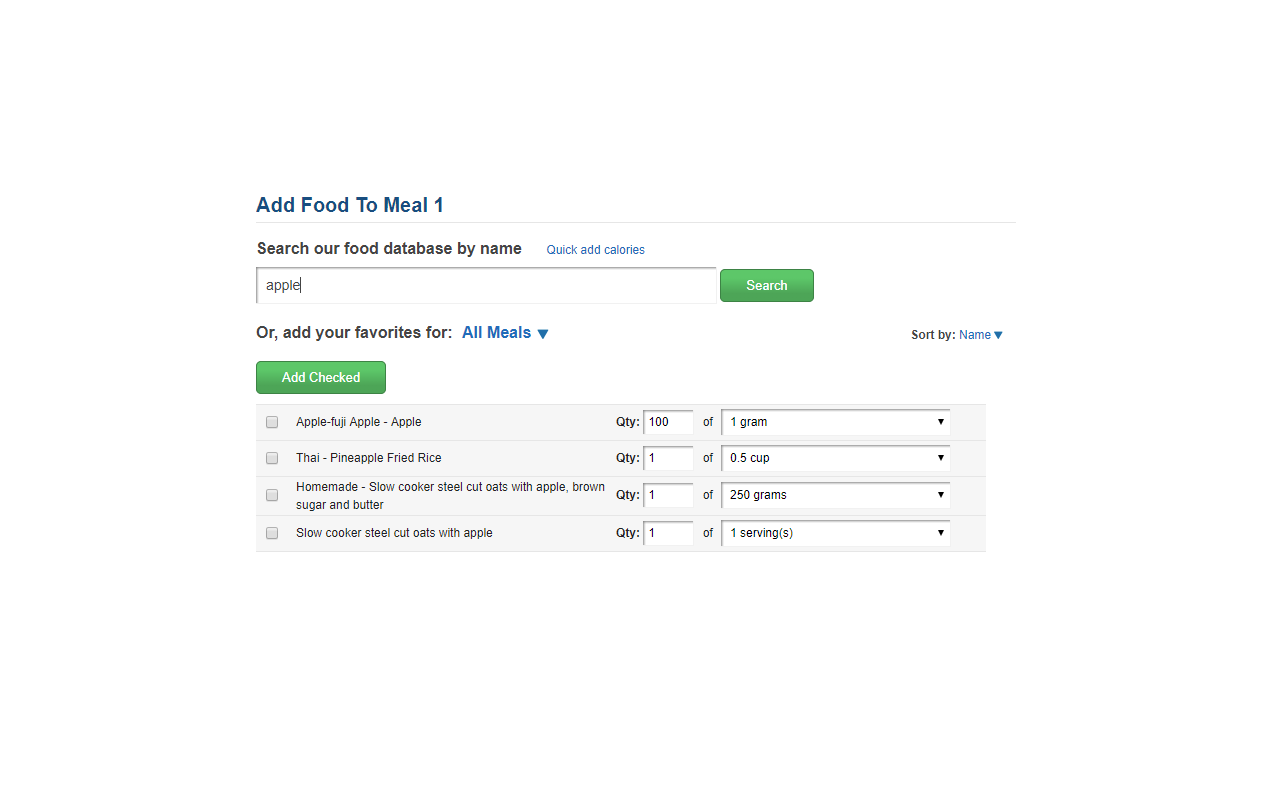 Add Food To Meal 1
Search our food database by name Quick add calories
apple Search
Or, add your favorites for: All Meals Sort by: Name
Add Checked
Apple-fuji Apple - Apple Qty: 100 of 1 gram
Thai - Pineapple Fried Rice Qty: 1 of 0.5 cup
Homemade - Slow cooker steel cut oats with apple, brown
sugar and butter Qty: 1 of 250 grams
Slow cooker steel cut oats with apple Qty: 1 of 1 serving(s)